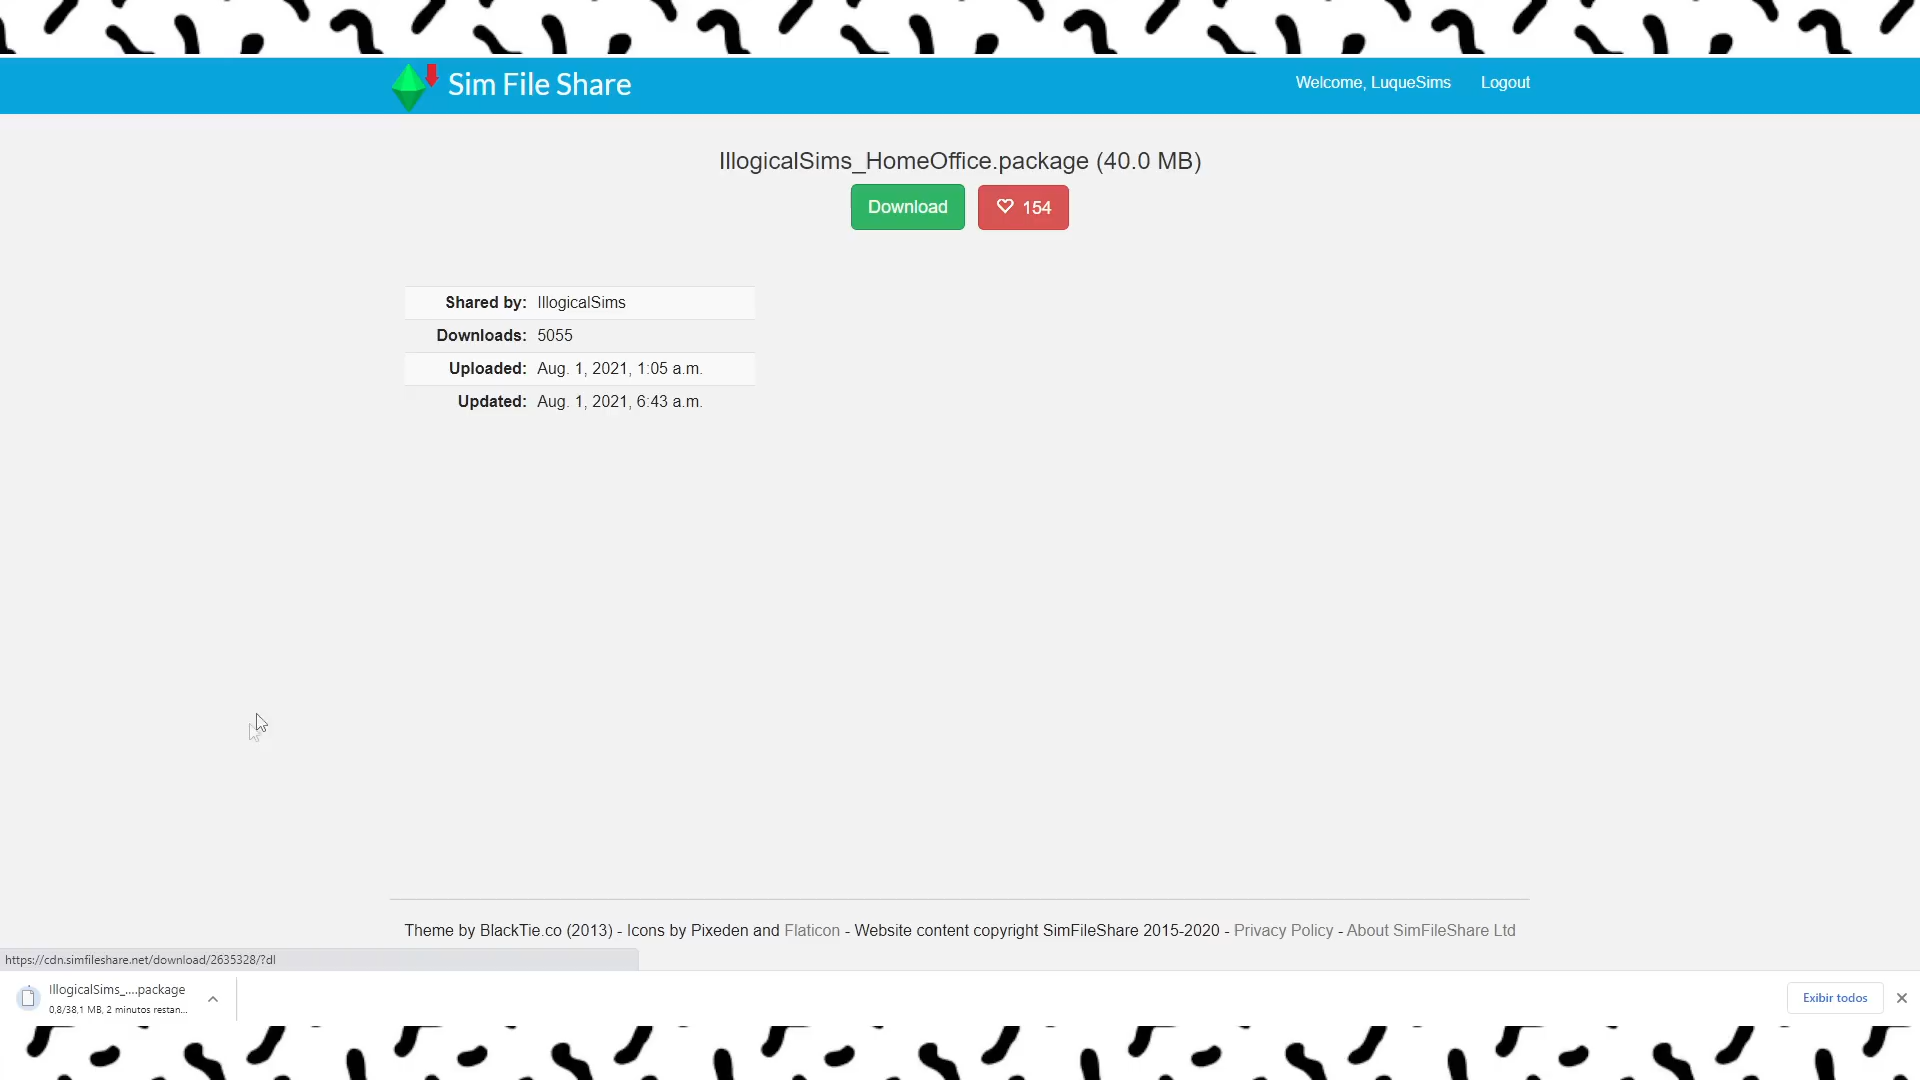 Sim File Share
Welcome, LuqueSims
Logout
IllogicalSims_HomeOffice.package (40.0 MB)
Download
154
Shared by: IllogicalSims
Downloads: 5055
Uploaded: Aug. 1, 2021, 1:05 a.m.
Updated: Aug. 1, 2021, 6:43 a.m.
Theme by BlackTie.co (2013) - Icons by Pixeden and Flaticon - Website content copyright SimFileShare 2015-2020 - Privacy Policy - About SimFileShare Ltd
https://cdn.simfileshare.net/download/2635328/?dl
IllogicalSims_....package
0,8/38,1 MB, 2 minutos restan...
Exibir todos